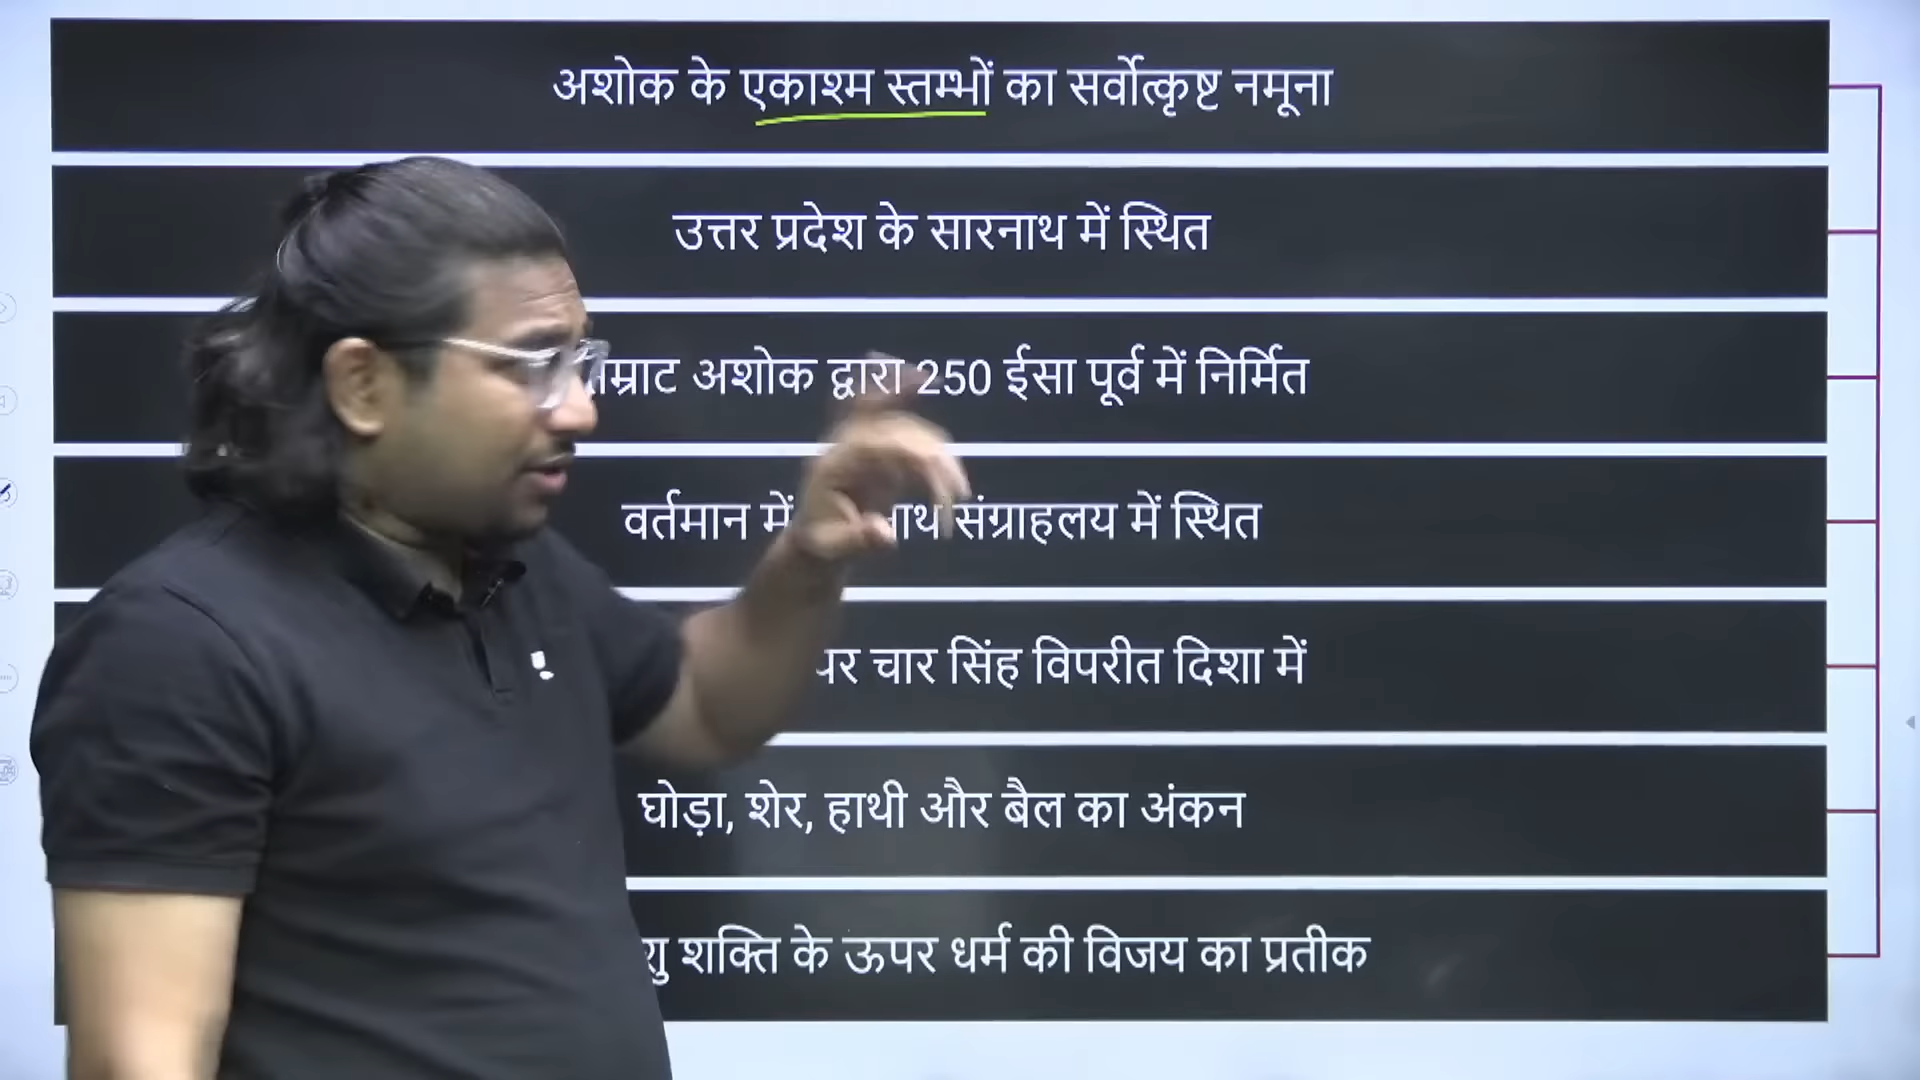 अशोक के एकाश्म स्तम्भों का सर्वोत्कृष्ट नमूना
उत्तर प्रदेश के सारनाथ में स्थित
अशोक द्वारा 250 ईसा पूर्व में निर्मित
वर्तमान में संग्राहलय में स्थित
पर चार सिंह विपरीत दिशा में
घोड़ा, शेर, हाथी और बैल का अंकन
शक्ति के ऊपर धर्म की विजय का प्रतीक